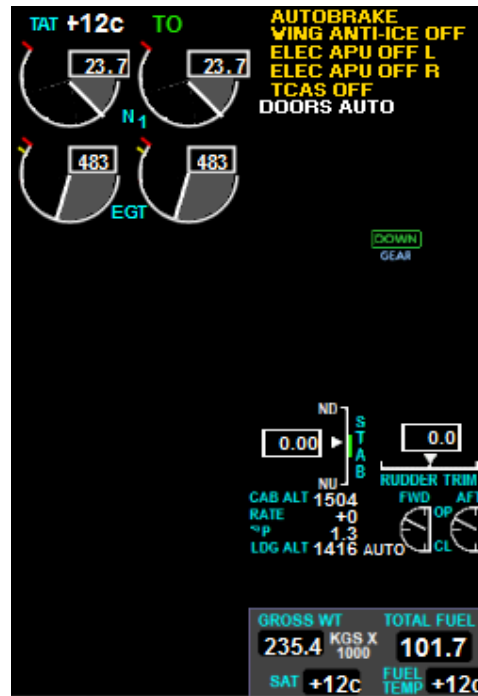 TAT +12c TO
AUTOBRAKE
WING ANTI-ICE OFF
ELEC APU OFF L
ELEC APU OFF R
TCAS OFF
DOORS AUTO
23.7 23.7
N1
483 483
EGT
DOWN
GEAR
ND
STAB
0.00
NU
0.0
RUDDER TRIM
CAB ALT 1504
RATE +0
P 1.3
LDG ALT 1416 AUTO
FWD AFT
OP
CL
GROSS WT TOTAL FUEL
235.4 KGS X 1000 101.7
SAT +12c FUEL TEMP +12c